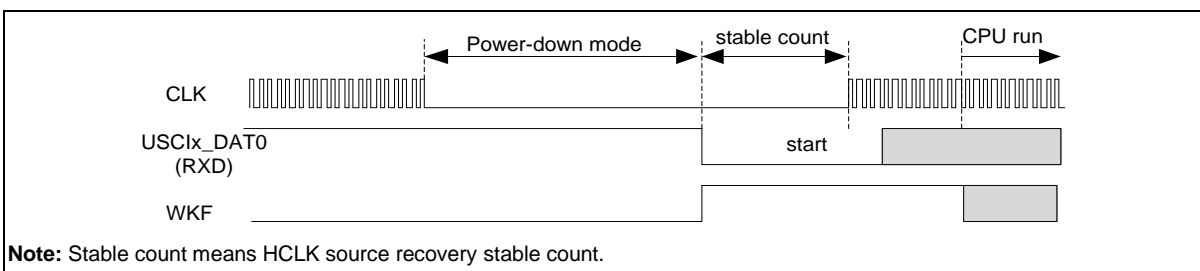 Power-down mode
stable count
CPU run
CLK
USCIx_DAT0
(RXD)
start
WKF
Note: Stable count means HCLK source recovery stable count.